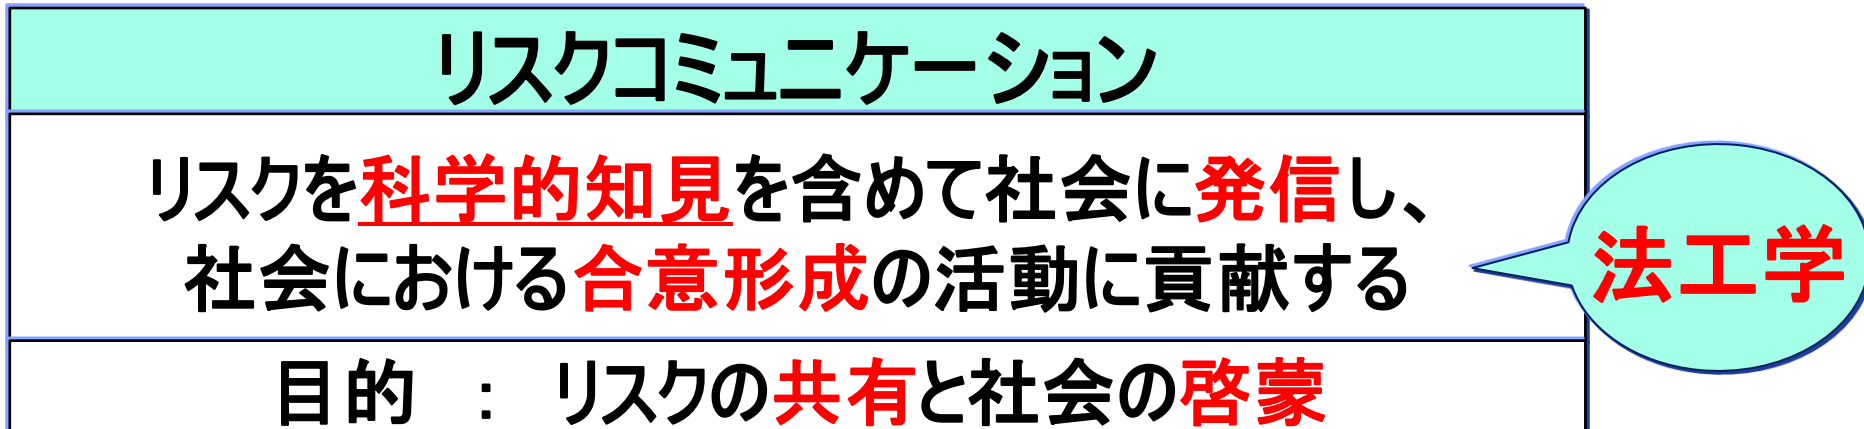 リスクコミュニケーション
リスクを科学的知見を含めて社会に発信し、
社会における合意形成の活動に貢献する
法工学
目的 : リスクの共有と社会の啓蒙